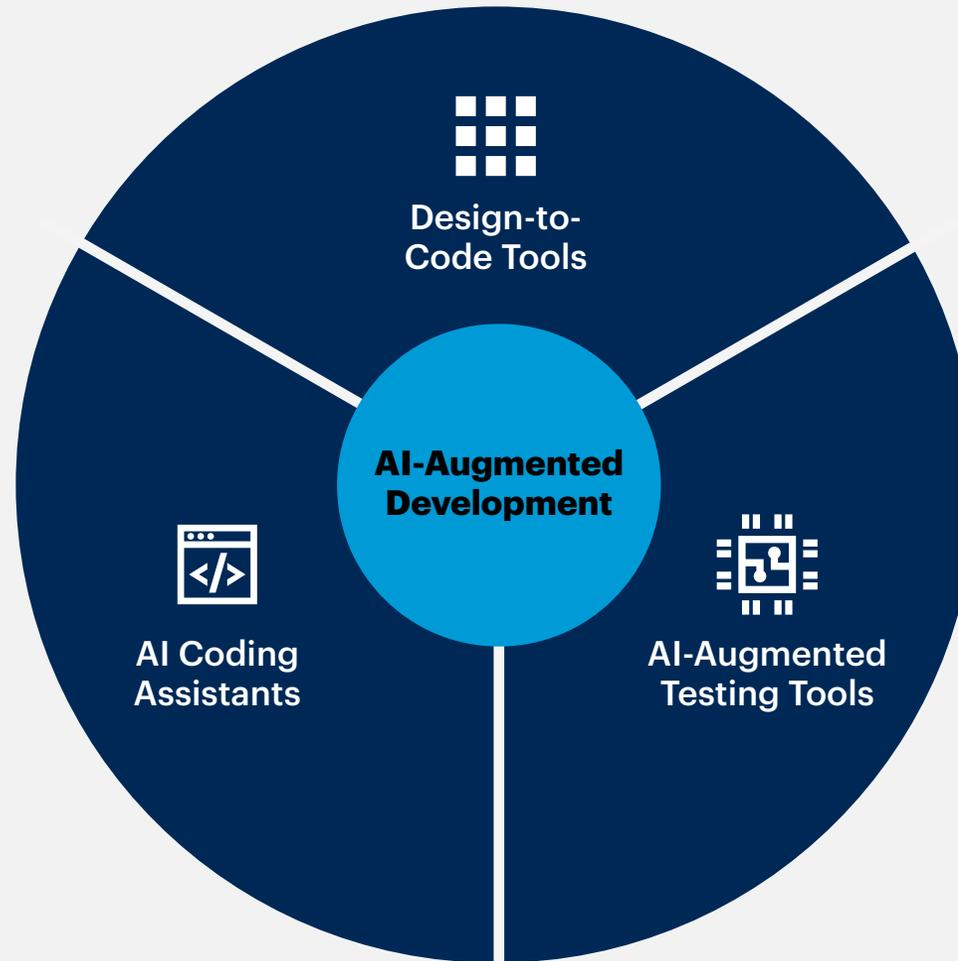 Design-to-
Code Tools
AI-Augmented
Development
AI Coding
Assistants
AI-Augmented
Testing Tools